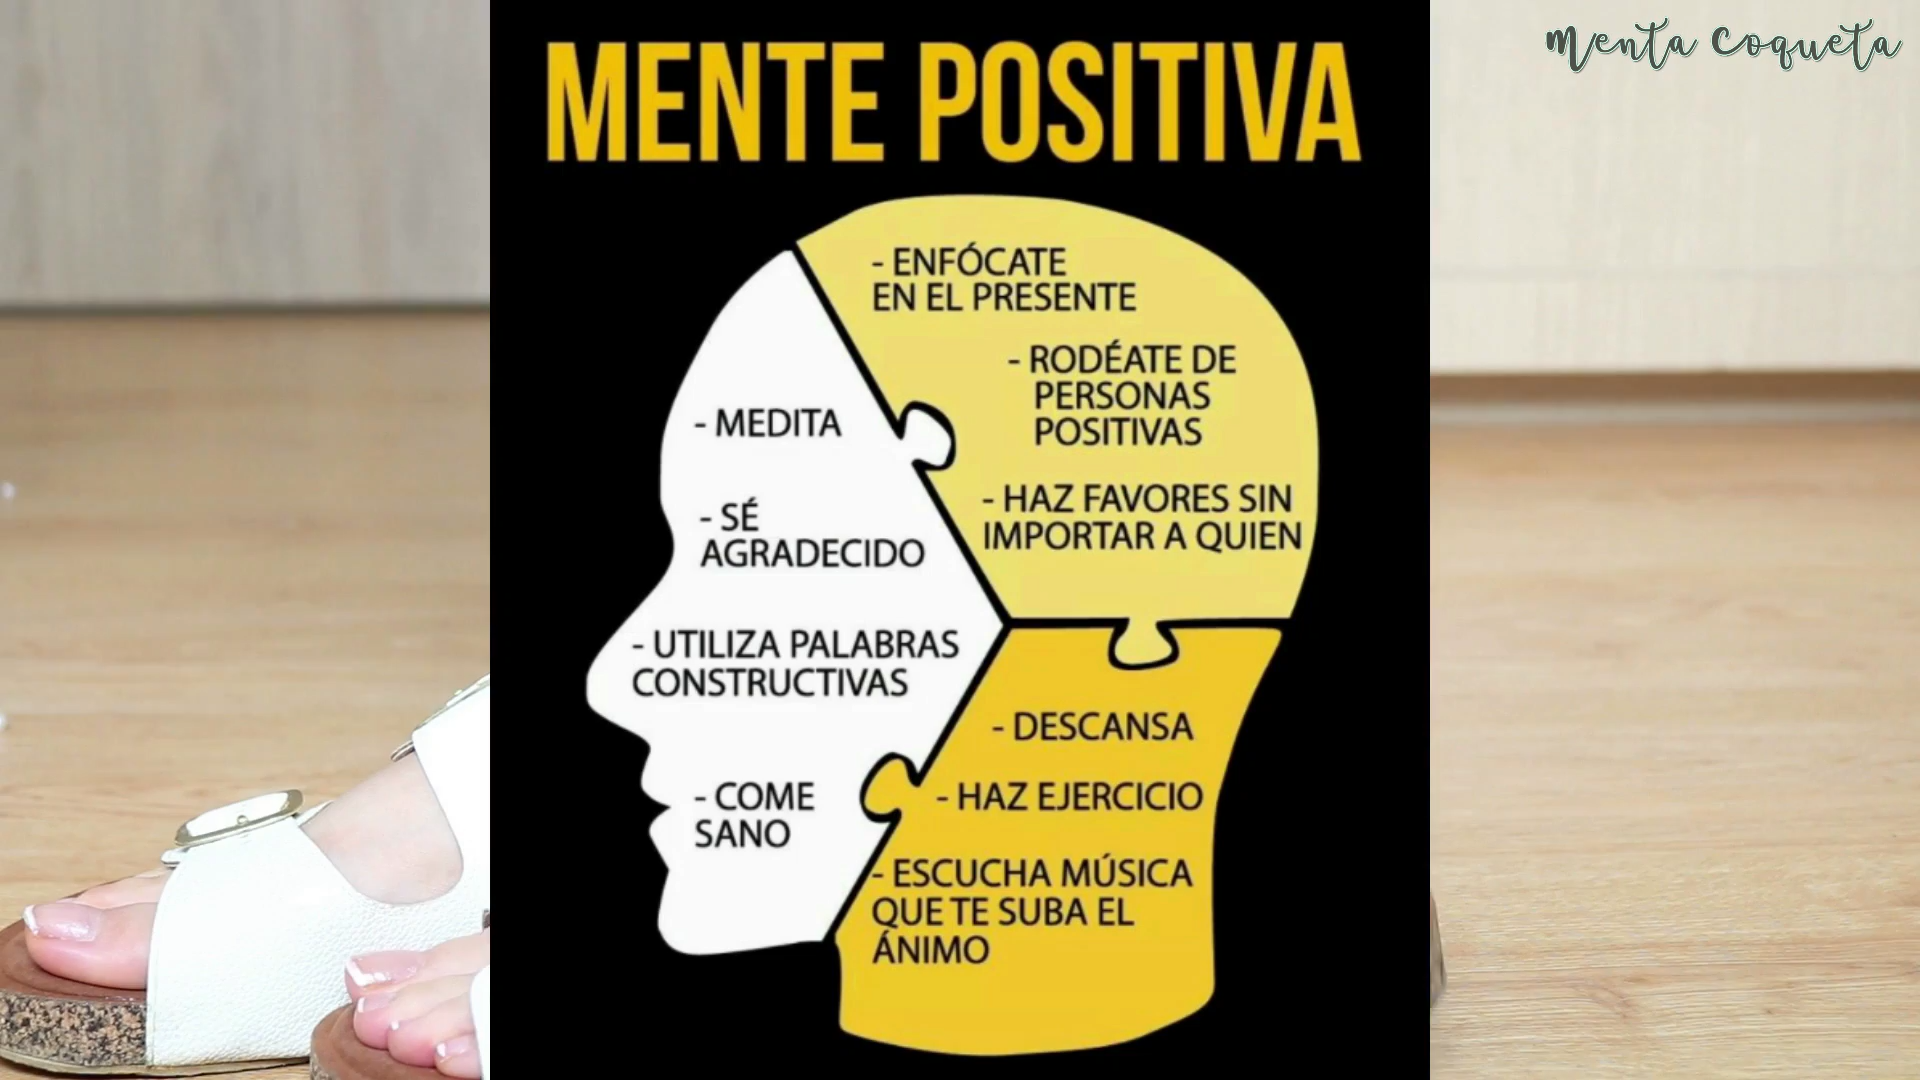 Menta Coqueta
MENTE POSITIVA
- ENFÓCATE
EN EL PRESENTE
- RODÉATE DE
PERSONAS
POSITIVAS
- HAZ FAVORES SIN
IMPORTAR A QUIEN
- MEDITA
- SÉ
AGRADECIDO
- UTILIZA PALABRAS
CONSTRUCTIVAS
- COME
SANO
- DESCANSA
- HAZ EJERCICIO
- ESCUCHA MÚSICA
QUE TE SUBA EL
ÁNIMO